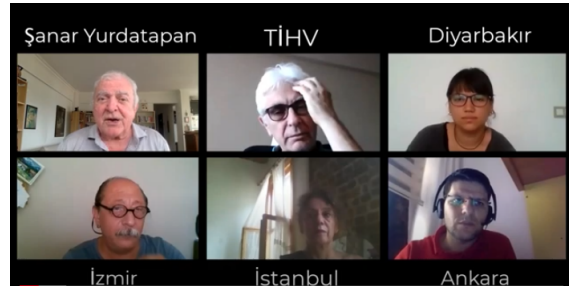 Şanar Yurdatapan
TİHV
Diyarbakır
İzmir
İstanbul
Ankara